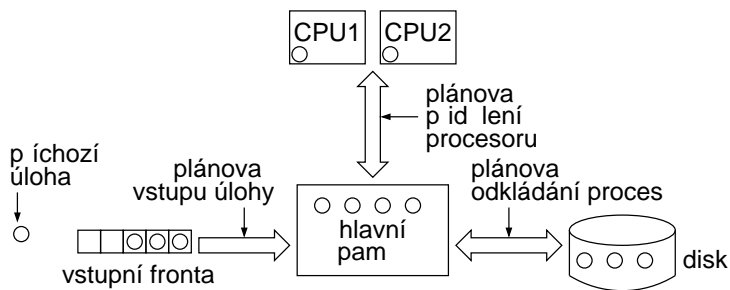 CPU1 CPU2
plánova
p id lení
procesoru
p íchozí
úloha
plánova
vstupu úlohy
plánova
odkládání proces
hlavní
pam
vstupní fronta
disk